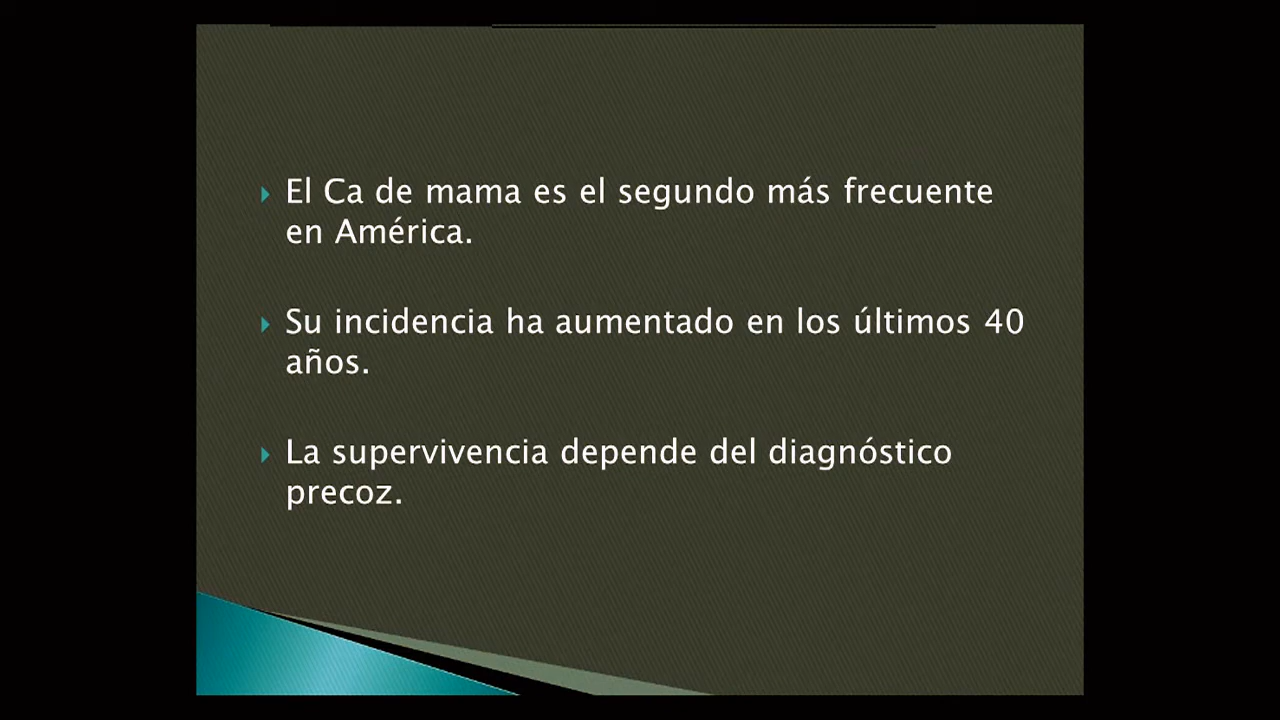 El Ca de mama es el segundo más frecuente
en América.
Su incidencia ha aumentado en los últimos 40
años.
La supervivencia depende del diagnóstico
precoz.